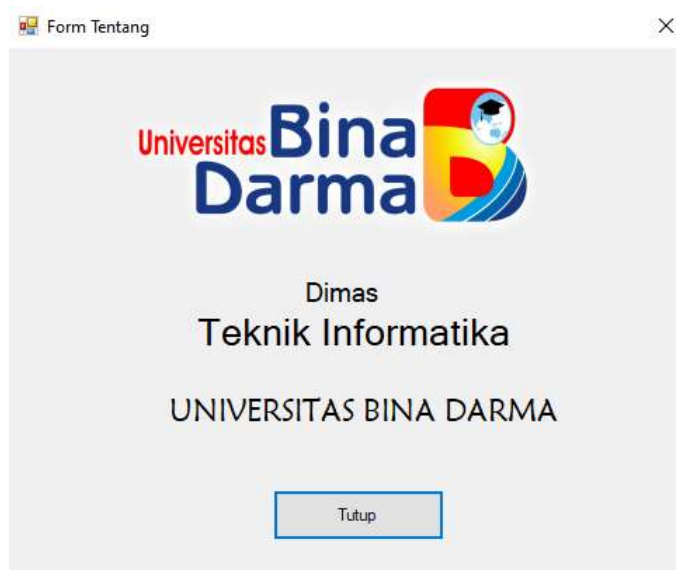 Form Tentang
Universitas Bina
Darma
Dimas
Teknik Informatika
UNIVERSITAS BINA DARMA
Tutup